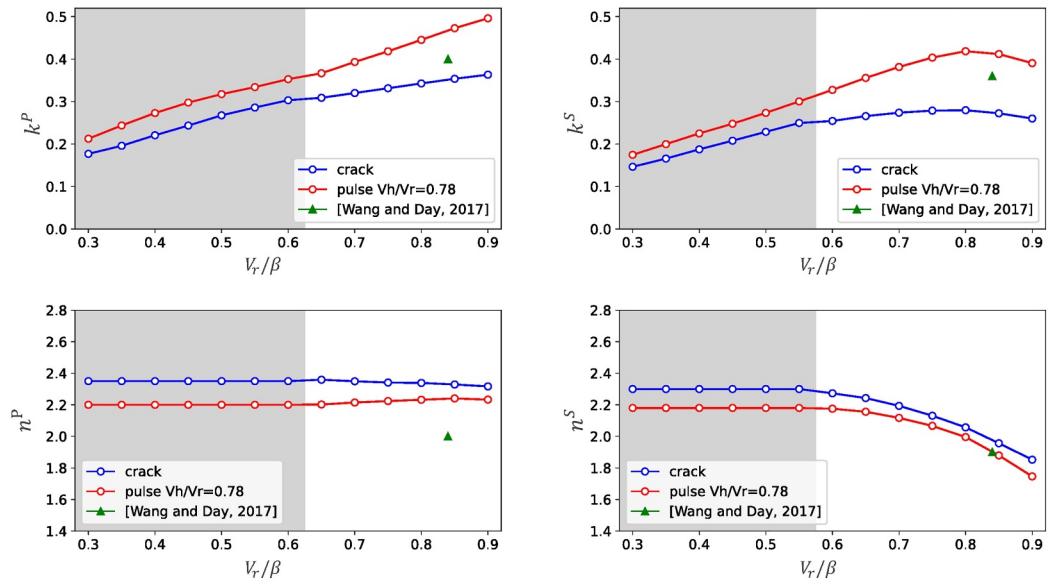 0.5
0.4
0.3
0.2
0.1
0.0
k^P
crack
pulse Vh/Vr=0.78
[Wang and Day, 2017]
0.3 0.4 0.5 0.6 0.7 0.8 0.9
V_r/β
0.5
0.4
0.3
0.2
0.1
0.0
k^S
crack
pulse Vh/Vr=0.78
[Wang and Day, 2017]
0.3 0.4 0.5 0.6 0.7 0.8 0.9
V_r/β
2.8
2.6
2.4
2.2
2.0
1.8
1.6
1.4
n^P
crack
pulse Vh/Vr=0.78
[Wang and Day, 2017]
0.3 0.4 0.5 0.6 0.7 0.8 0.9
V_r/β
2.8
2.6
2.4
2.2
2.0
1.8
1.6
1.4
n^S
crack
pulse Vh/Vr=0.78
[Wang and Day, 2017]
0.3 0.4 0.5 0.6 0.7 0.8 0.9
V_r/β